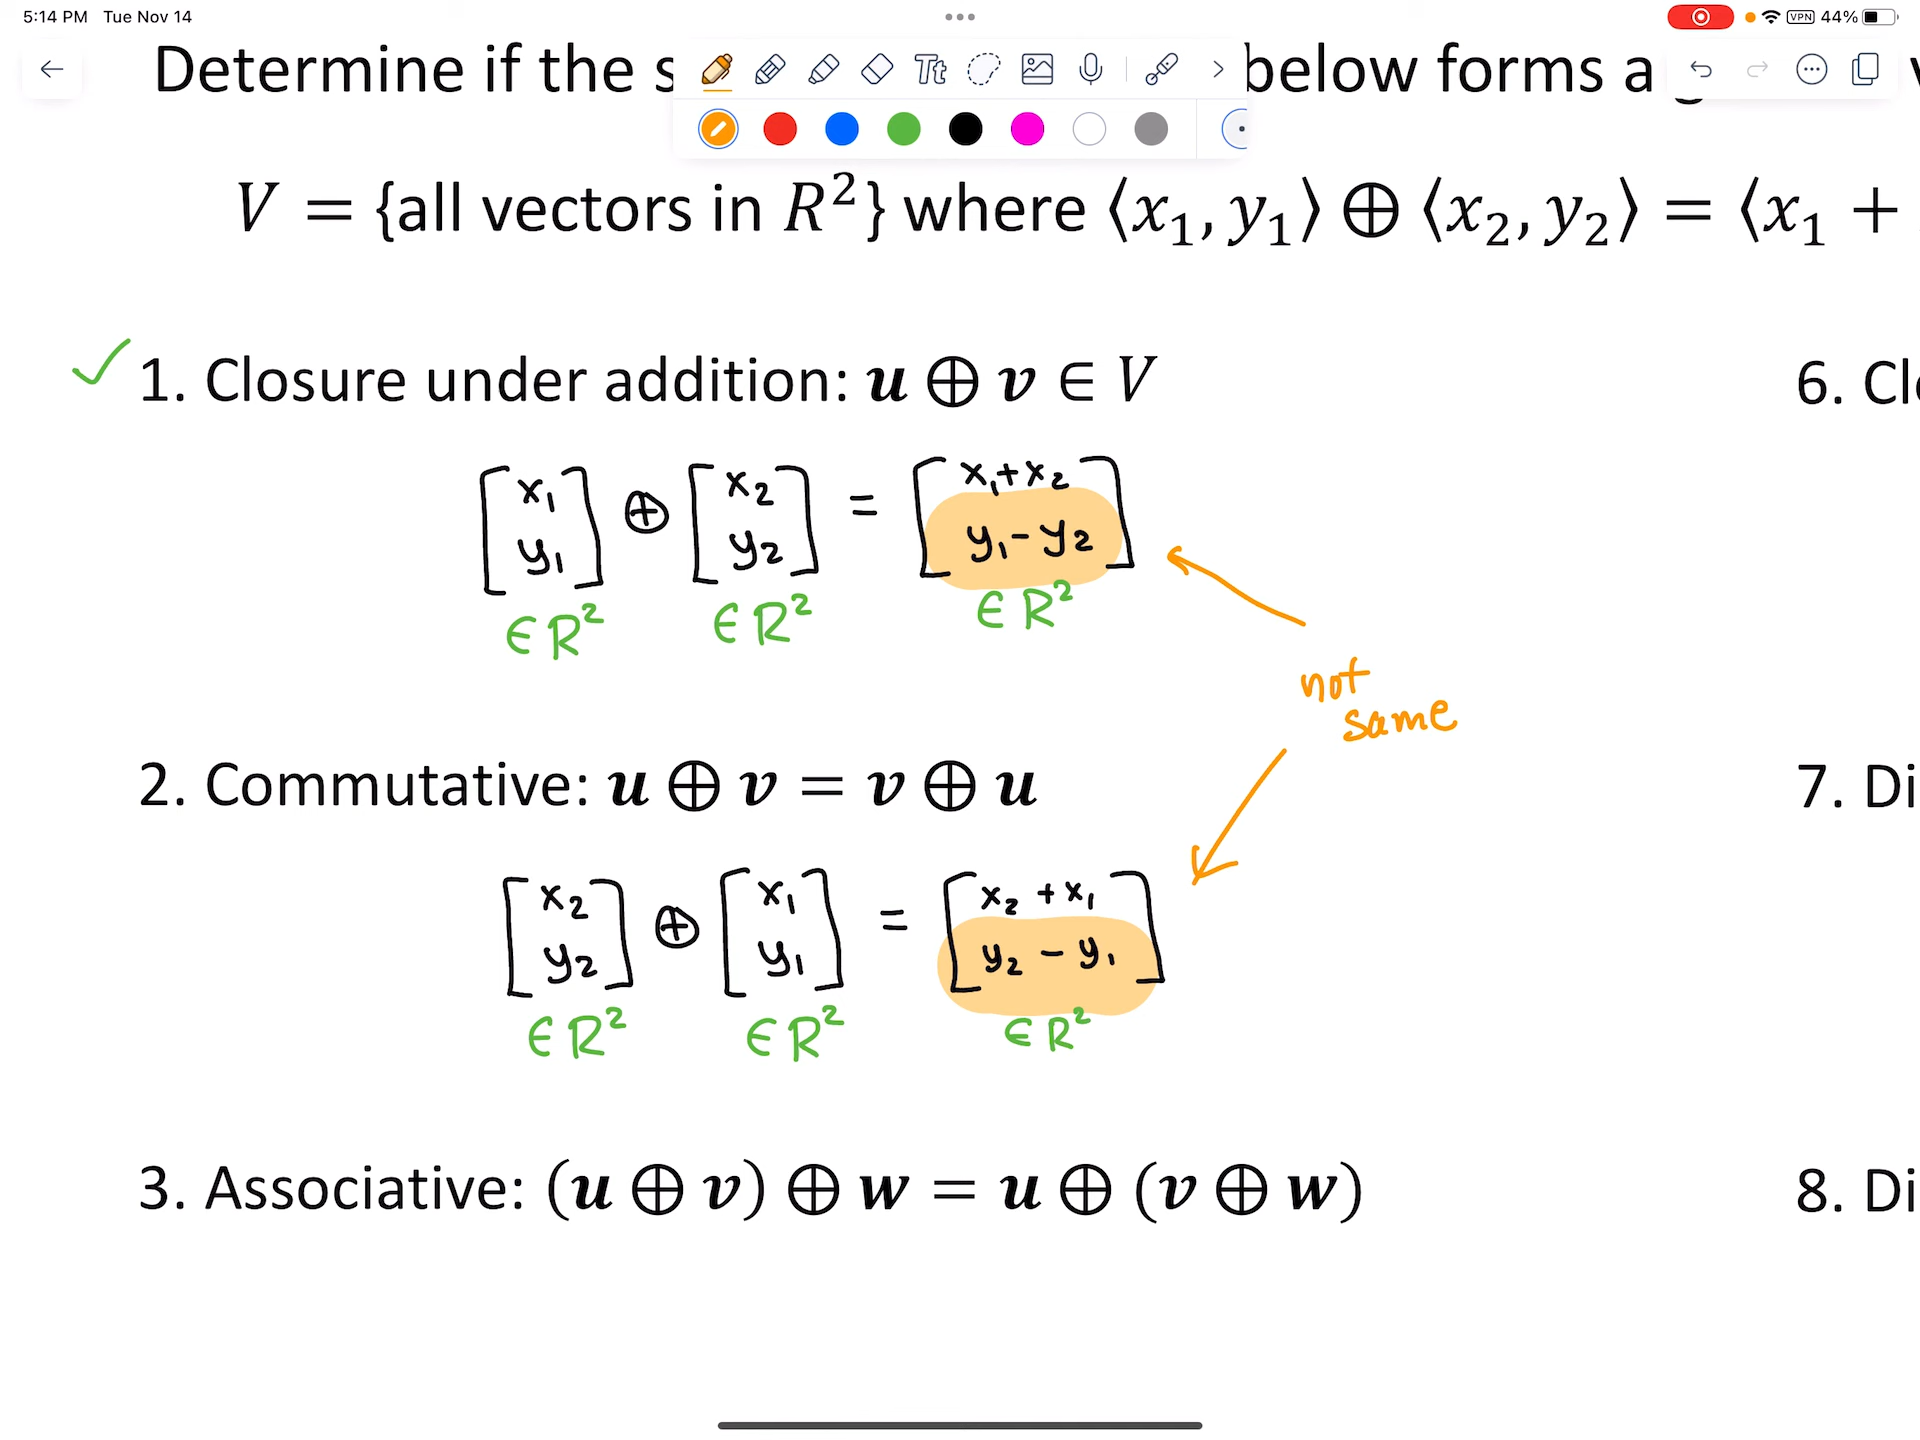 5:14 PM Tue Nov 14
VPN 44%
Determine if the s
below forms a
Tt
V = {all vectors in R²} where ⟨x₁, y₁⟩ ⊕ ⟨x₂, y₂⟩ = ⟨x₁ +
✓ 1. Closure under addition: u ⊕ v ∈ V
6. Cl
[x₁ y₁] ⊕ [x₂ y₂] = [x₁+x₂ y₁-y₂]
∈ R² ∈ R² ∈ R²
not
same
2. Commutative: u ⊕ v = v ⊕ u
7. Di
[x₂ y₂] ⊕ [x₁ y₁] = [x₂ + x₁ y₂ - y₁]
∈ R² ∈ R² ∈ R²
3. Associative: (u ⊕ v) ⊕ w = u ⊕ (v ⊕ w)
8. Di